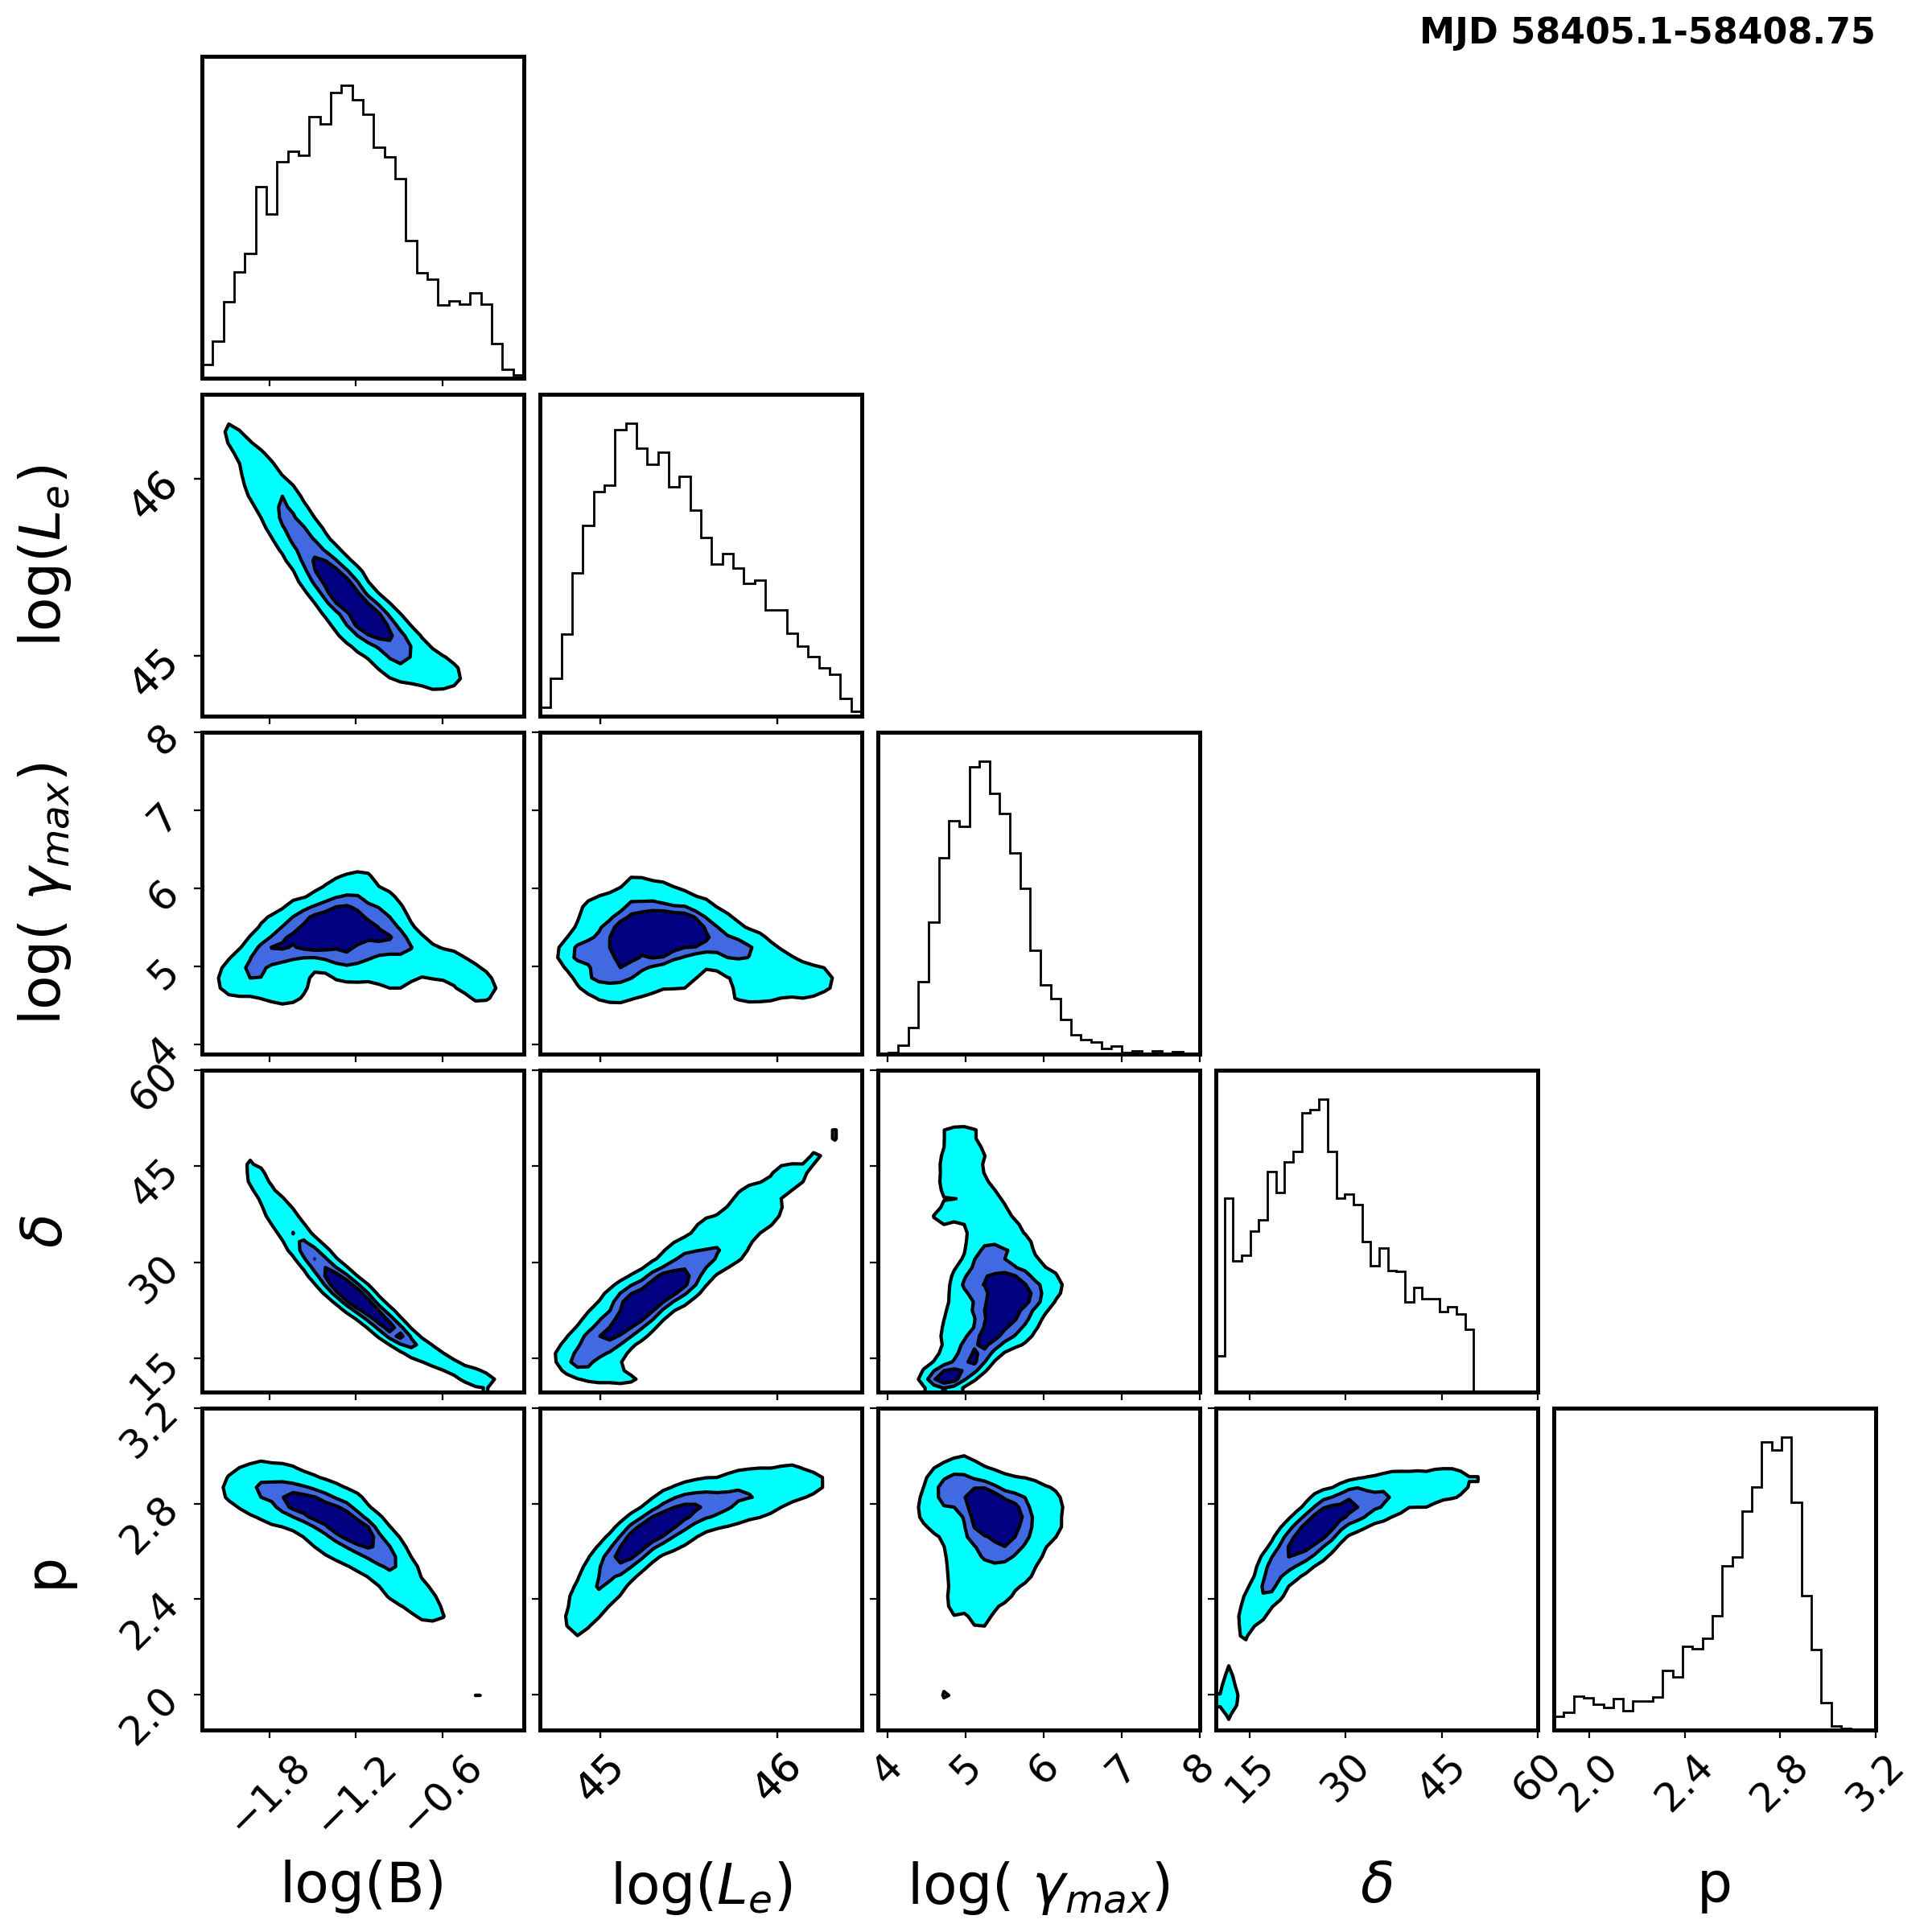 MJD 58405.1-58408.75
46
45
log(Lₑ)
8
7
6
5
4
log( γ_max)
60
45
30
15
δ
3.2
2.8
2.4
2.0
p
−1.8 −1.2 −0.6 45 46 4 5 6 7 8 15 30 45 60 2.0 2.4 2.8 3.2
log(B) log(Lₑ) log( γ_max) δ p